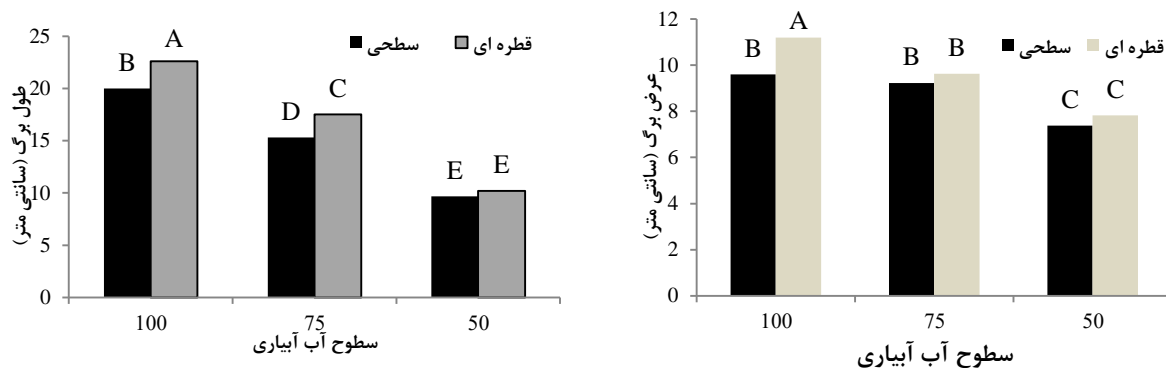 طول برگ (سانتی متر)
25
20
15
10
5
0
سطحی
قطره ای
B
A
D
C
E
E
100
75
50
سطوح آب آبیاری
عرض برگ (سانتی متر)
12
10
8
6
4
2
0
سطحی
قطره ای
B
A
B
B
C
C
100
75
50
سطوح آب آبیاری